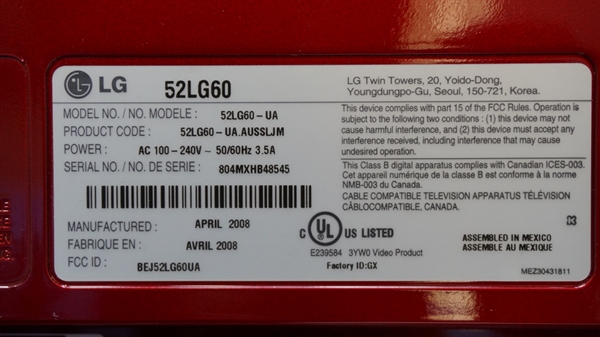 LG
52LG60
LG Twin Towers, 20, Yoido-Dong,
Youngdungpo-Gu, Seoul, 150-721, Korea.
MODEL NO. / NO. MODELE : 52LG60-UA
PRODUCT CODE : 52LG60-UA.AUSSLJM
POWER : AC 100-240V~50/60Hz 3.5A
SERIAL NO. / NO DE SERIE : 804MXHB48545
MANUFACTURED : APRIL 2008
FABRIQUE EN : AVRIL 2008
FCC ID : BEJ52LG60UA
This device complies with part 15 of the FCC Rules. Operation is
subject to the following two conditions : (1) this device may not
cause harmful interference, and (2) this device must accept any
interference received, including interference that may cause
undesired operation.
This Class B digital apparatus complies with Canadian ICES-003.
Cet appareil numérique de la classe B est conforme à la norme
NMB-003 du Canada.
CABLE COMPATIBLE TELEVISION APPARATUS TÉLÉVISION
CÂBLOCOMPATIBLE, CANADA.
C UL US LISTED
E239584 3YW0 Video Product
Factory ID:GX
ASSEMBLED IN MEXICO
ASSEMBLE AU MEXIQUE
MEZ30431811